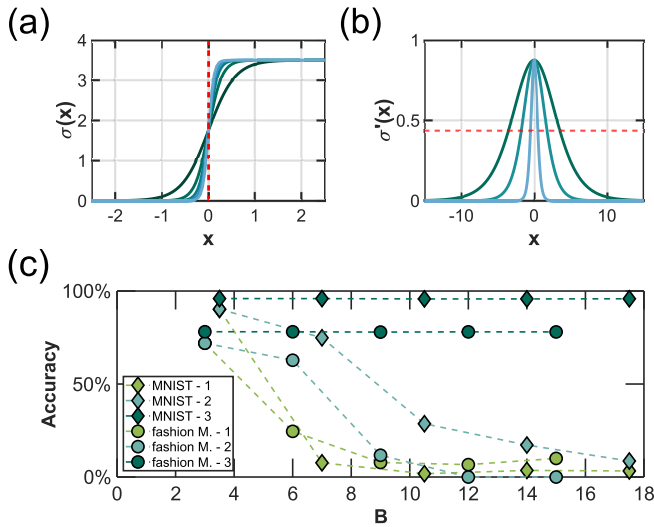 (a)
(b)
4
3
2
1
0
σ(x)
-2
-1
0
1
2
x
1
0.5
0
σ'(x)
-10
0
10
x
(c)
100%
50%
0%
Accuracy
MNIST - 1
MNIST - 2
MNIST - 3
fashion M. - 1
fashion M. - 2
fashion M. - 3
0
2
4
6
8
10
12
14
16
18
B